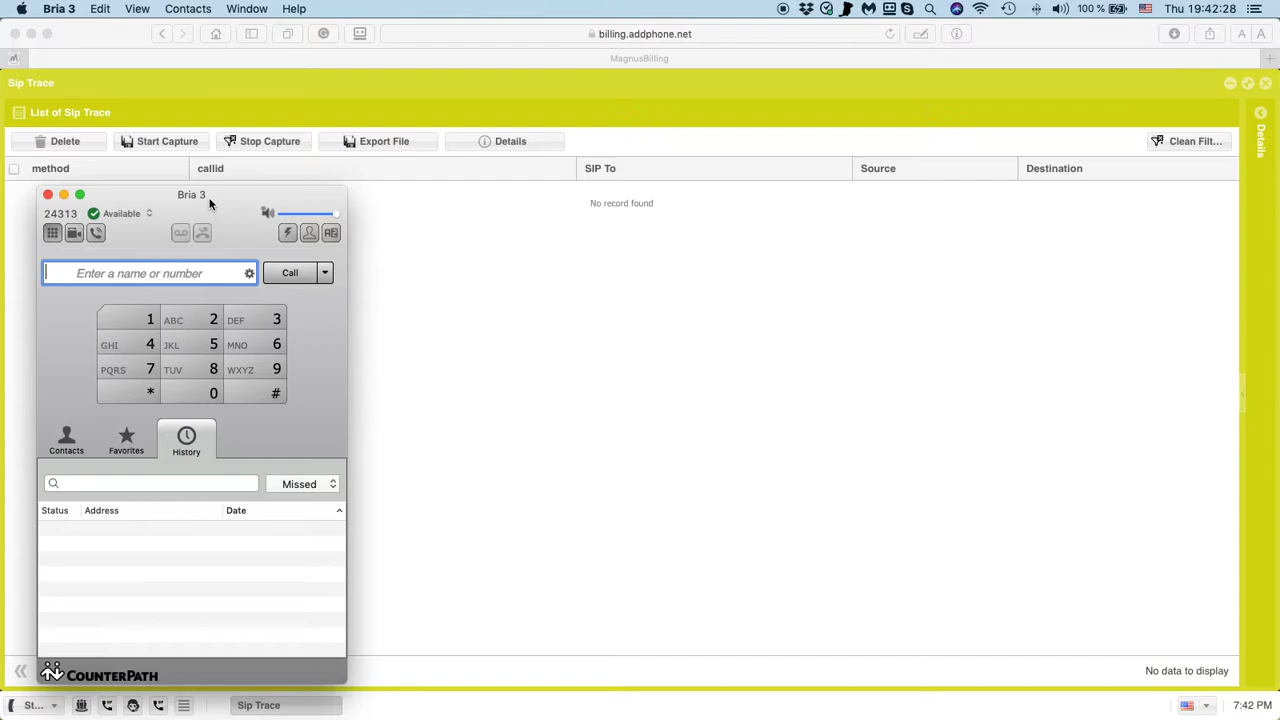 Bria 3 Edit View Contacts Window Help 100 % Thu 19:42:28
billing.addphone.net
A A
MagnusBilling
Sip Trace
List of Sip Trace
Delete Start Capture Stop Capture Export File Details Clean Filt...
method callid SIP To Source Destination
No record found
Details
Bria 3
24313 Available
Enter a name or number Call
1 ABC 2 DEF 3
GHI 4 JKL 5 MNO 6
PQRS 7 TUV 8 WXYZ 9
* 0 #
Contacts Favorites History
Missed
Status Address Date
COUNTERPATH
No data to display
St... Sip Trace 7:42 PM